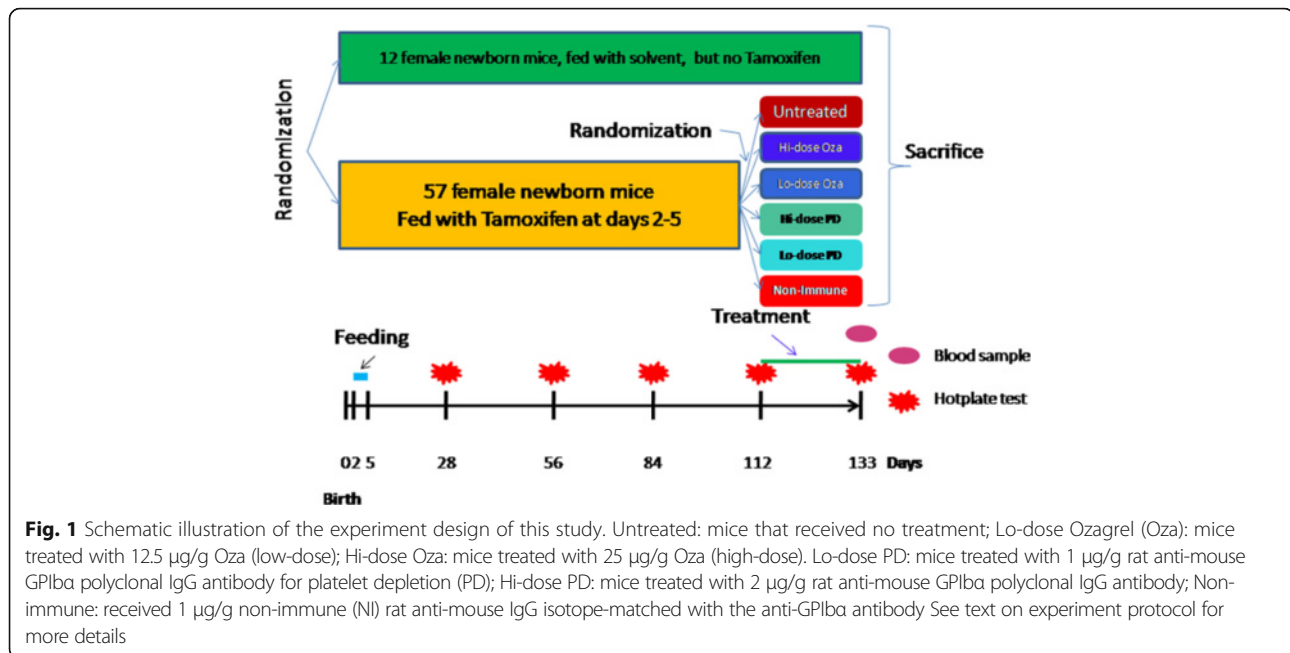 12 female newborn mice, fed with solvent, but no Tamoxifen
Randomization
Untreated
Randomization
Hi-dose Oza
Sacrifice
Lo-dose Oza
57 female newborn mice
Fed with Tamoxifen at days 2-5
Hi-dose PD
Lo-dose PD
Non-Immune
Treatment
Feeding
Blood sample
Hotplate test
02 5 28 56 84 112 133 Days
Birth
Fig. 1 Schematic illustration of the experiment design of this study. Untreated: mice that received no treatment; Lo-dose Ozagrel (Oza): mice
treated with 12.5 μg/g Oza (low-dose); Hi-dose Oza: mice treated with 25 μg/g Oza (high-dose). Lo-dose PD: mice treated with 1 μg/g rat anti-mouse
GPIbα polyclonal IgG antibody for platelet depletion (PD); Hi-dose PD: mice treated with 2 μg/g rat anti-mouse GPIbα polyclonal IgG antibody; Non-
immune: received 1 μg/g non-immune (NI) rat anti-mouse IgG isotope-matched with the anti-GPIbα antibody See text on experiment protocol for
more details